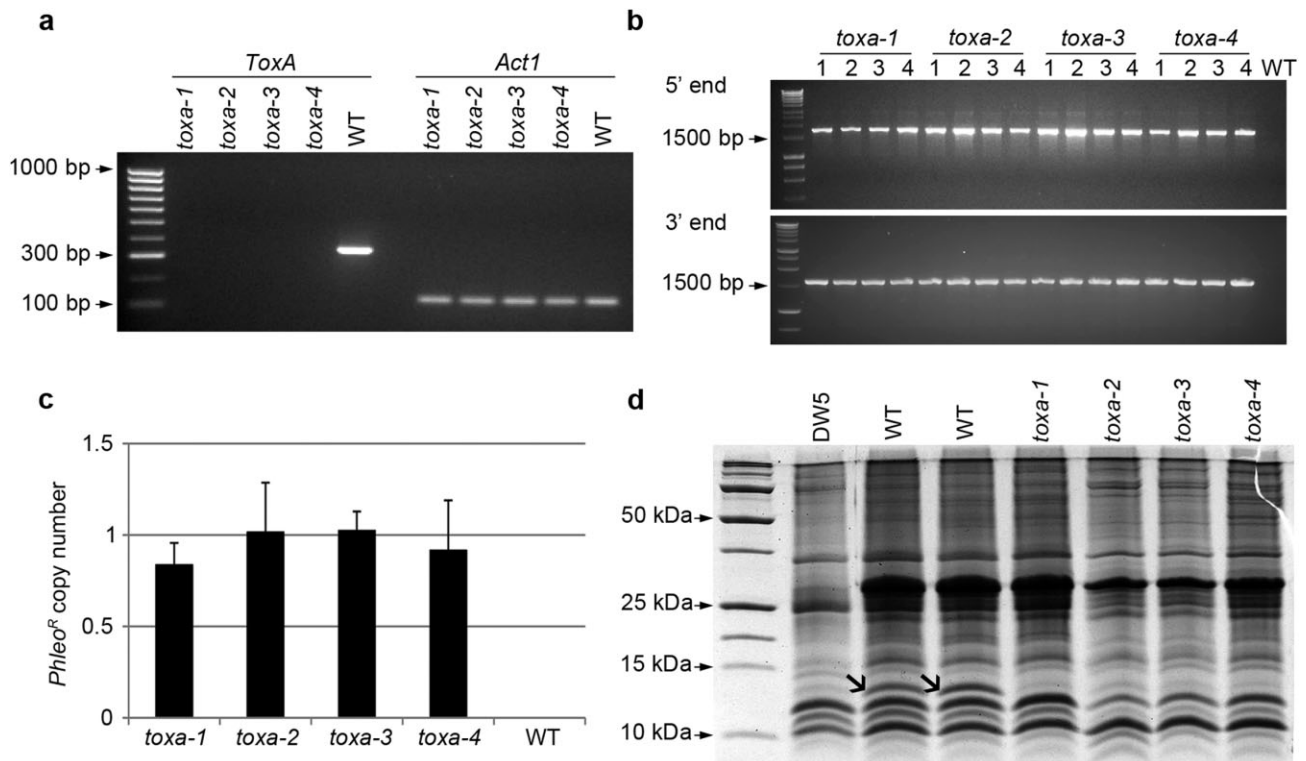 a
ToxA Act1
toxa-1 toxa-2 toxa-3 toxa-4 WT toxa-1 toxa-2 toxa-3 toxa-4 WT
1000 bp
300 bp
100 bp
b
toxa-1 toxa-2 toxa-3 toxa-4
1 2 3 4 1 2 3 4 1 2 3 4 1 2 3 4 WT
5' end
1500 bp
3' end
1500 bp
c
1.5
1
0.5
0
Phleo^R copy number
toxa-1 toxa-2 toxa-3 toxa-4 WT
d
DW5 WT WT toxa-1 toxa-2 toxa-3 toxa-4
50 kDa
25 kDa
15 kDa
10 kDa